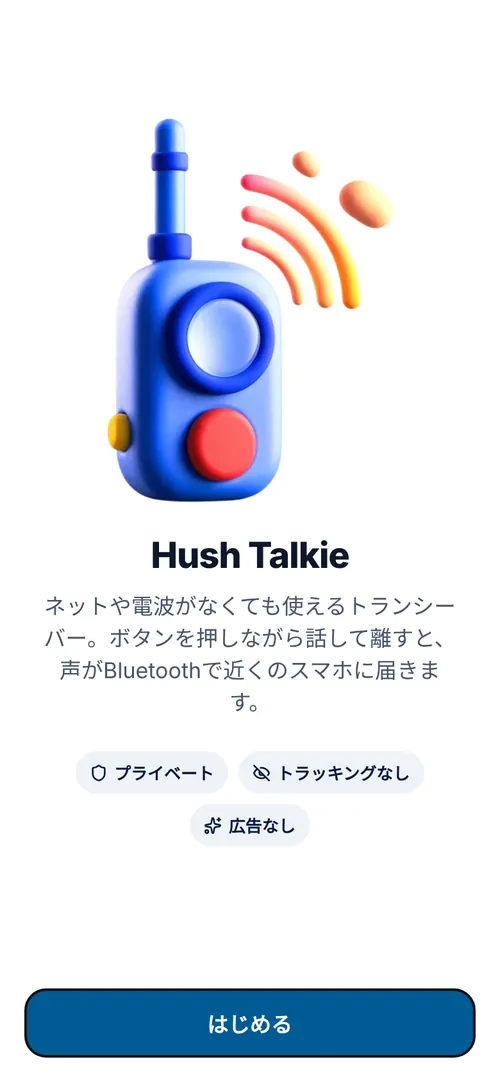 Hush Talkie
ネットや電波がなくても使えるトランシー
バー。ボタンを押しながら話して離すと、
声がBluetoothで近くのスマホに届きま
す。
プライベート
トラッキングなし
広告なし
はじめる